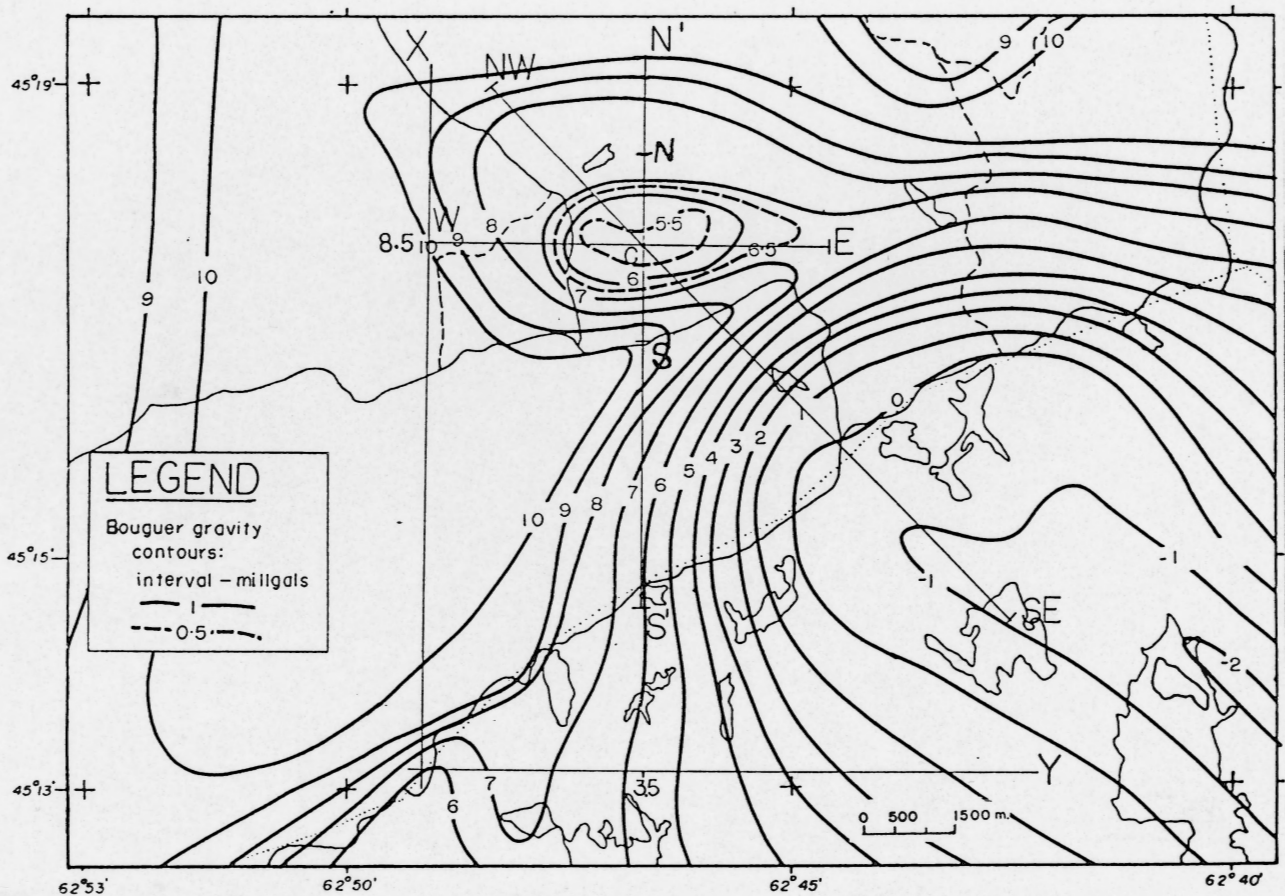 N'
9 10
X
NW
45°19'
N
W
8.5 10 9 8
5.5
C
E
6.5
6
7
9 10
S
0
1
LEGEND
Bouguer gravity
contours:
interval – millgals
1
0.5
10 9 8 7 6 5 4 3 2
45°15'
-1 -1
S
SE
-2
45°13'
6 7
3.5
Y
0 500 1500 m.
62°53' 62°50' 62°45' 62°40'